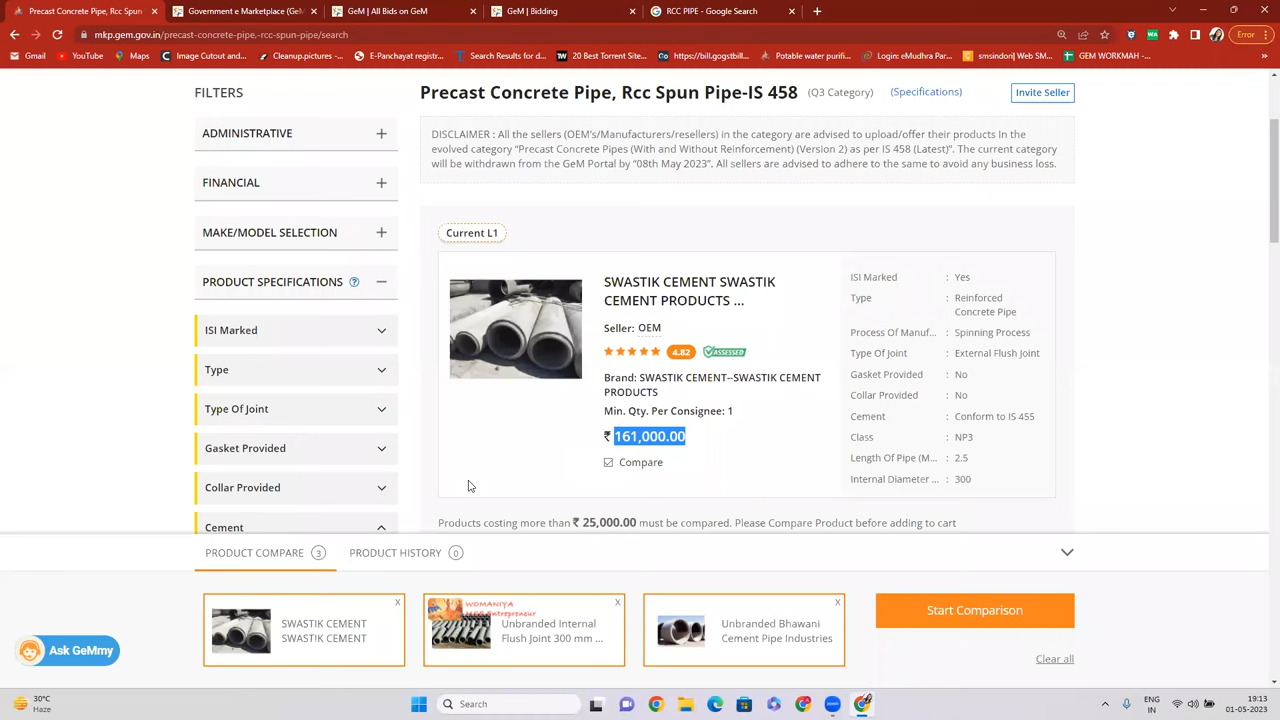 Precast Concrete Pipe, Rcc Spun P
Government e Marketplace (GeM
GeM | All Bids on GeM
GeM | Bidding
RCC PIPE - Google Search
mkp.gem.gov.in/precast-concrete-pipe,-rcc-spun-pipe/search
Error
Gmail
YouTube
Maps
Image Cutout and...
Cleanup.pictures -...
E-Panchayat registr...
Search Results for d...
20 Best Torrent Site...
https://bill.gogstbill...
Potable water purifi...
Login: eMudhra Par...
smsindori| Web SM...
GEM WORKMAH -...
FILTERS
ADMINISTRATIVE
FINANCIAL
MAKE/MODEL SELECTION
PRODUCT SPECIFICATIONS
ISI Marked
Type
Type Of Joint
Gasket Provided
Collar Provided
Cement
Precast Concrete Pipe, Rcc Spun Pipe-IS 458 (Q3 Category) (Specifications) Invite Seller
DISCLAIMER : All the sellers (OEM's/Manufacturers/resellers) in the category are advised to upload/offer their products In the
evolved category "Precast Concrete Pipes (With and Without Reinforcement) (Version 2) as per IS 458 (Latest)". The current category
will be withdrawn from the GeM Portal by "08th May 2023". All sellers are advised to adhere to the same to avoid any business loss.
Current L1
SWASTIK CEMENT SWASTIK
CEMENT PRODUCTS ...
Seller: OEM
4.82 ASSESSED
Brand: SWASTIK CEMENT--SWASTIK CEMENT
PRODUCTS
Min. Qty. Per Consignee: 1
₹ 161,000.00
Compare
ISI Marked : Yes
Type : Reinforced
Concrete Pipe
Process Of Manuf... : Spinning Process
Type Of Joint : External Flush Joint
Gasket Provided : No
Collar Provided : No
Cement : Conform to IS 455
Class : NP3
Length Of Pipe (M... : 2.5
Internal Diameter ... : 300
Products costing more than ₹ 25,000.00 must be compared. Please Compare Product before adding to cart
PRODUCT COMPARE 3
PRODUCT HISTORY 0
SWASTIK CEMENT
SWASTIK CEMENT
X
WOMANIYA
Unbranded Internal
Flush Joint 300 mm ...
X
Unbranded Bhawani
Cement Pipe Industries
X
Start Comparison
Clear all
Ask GeMmy
30°C
Haze
Search
ENG
IN
19:13
01-05-2023